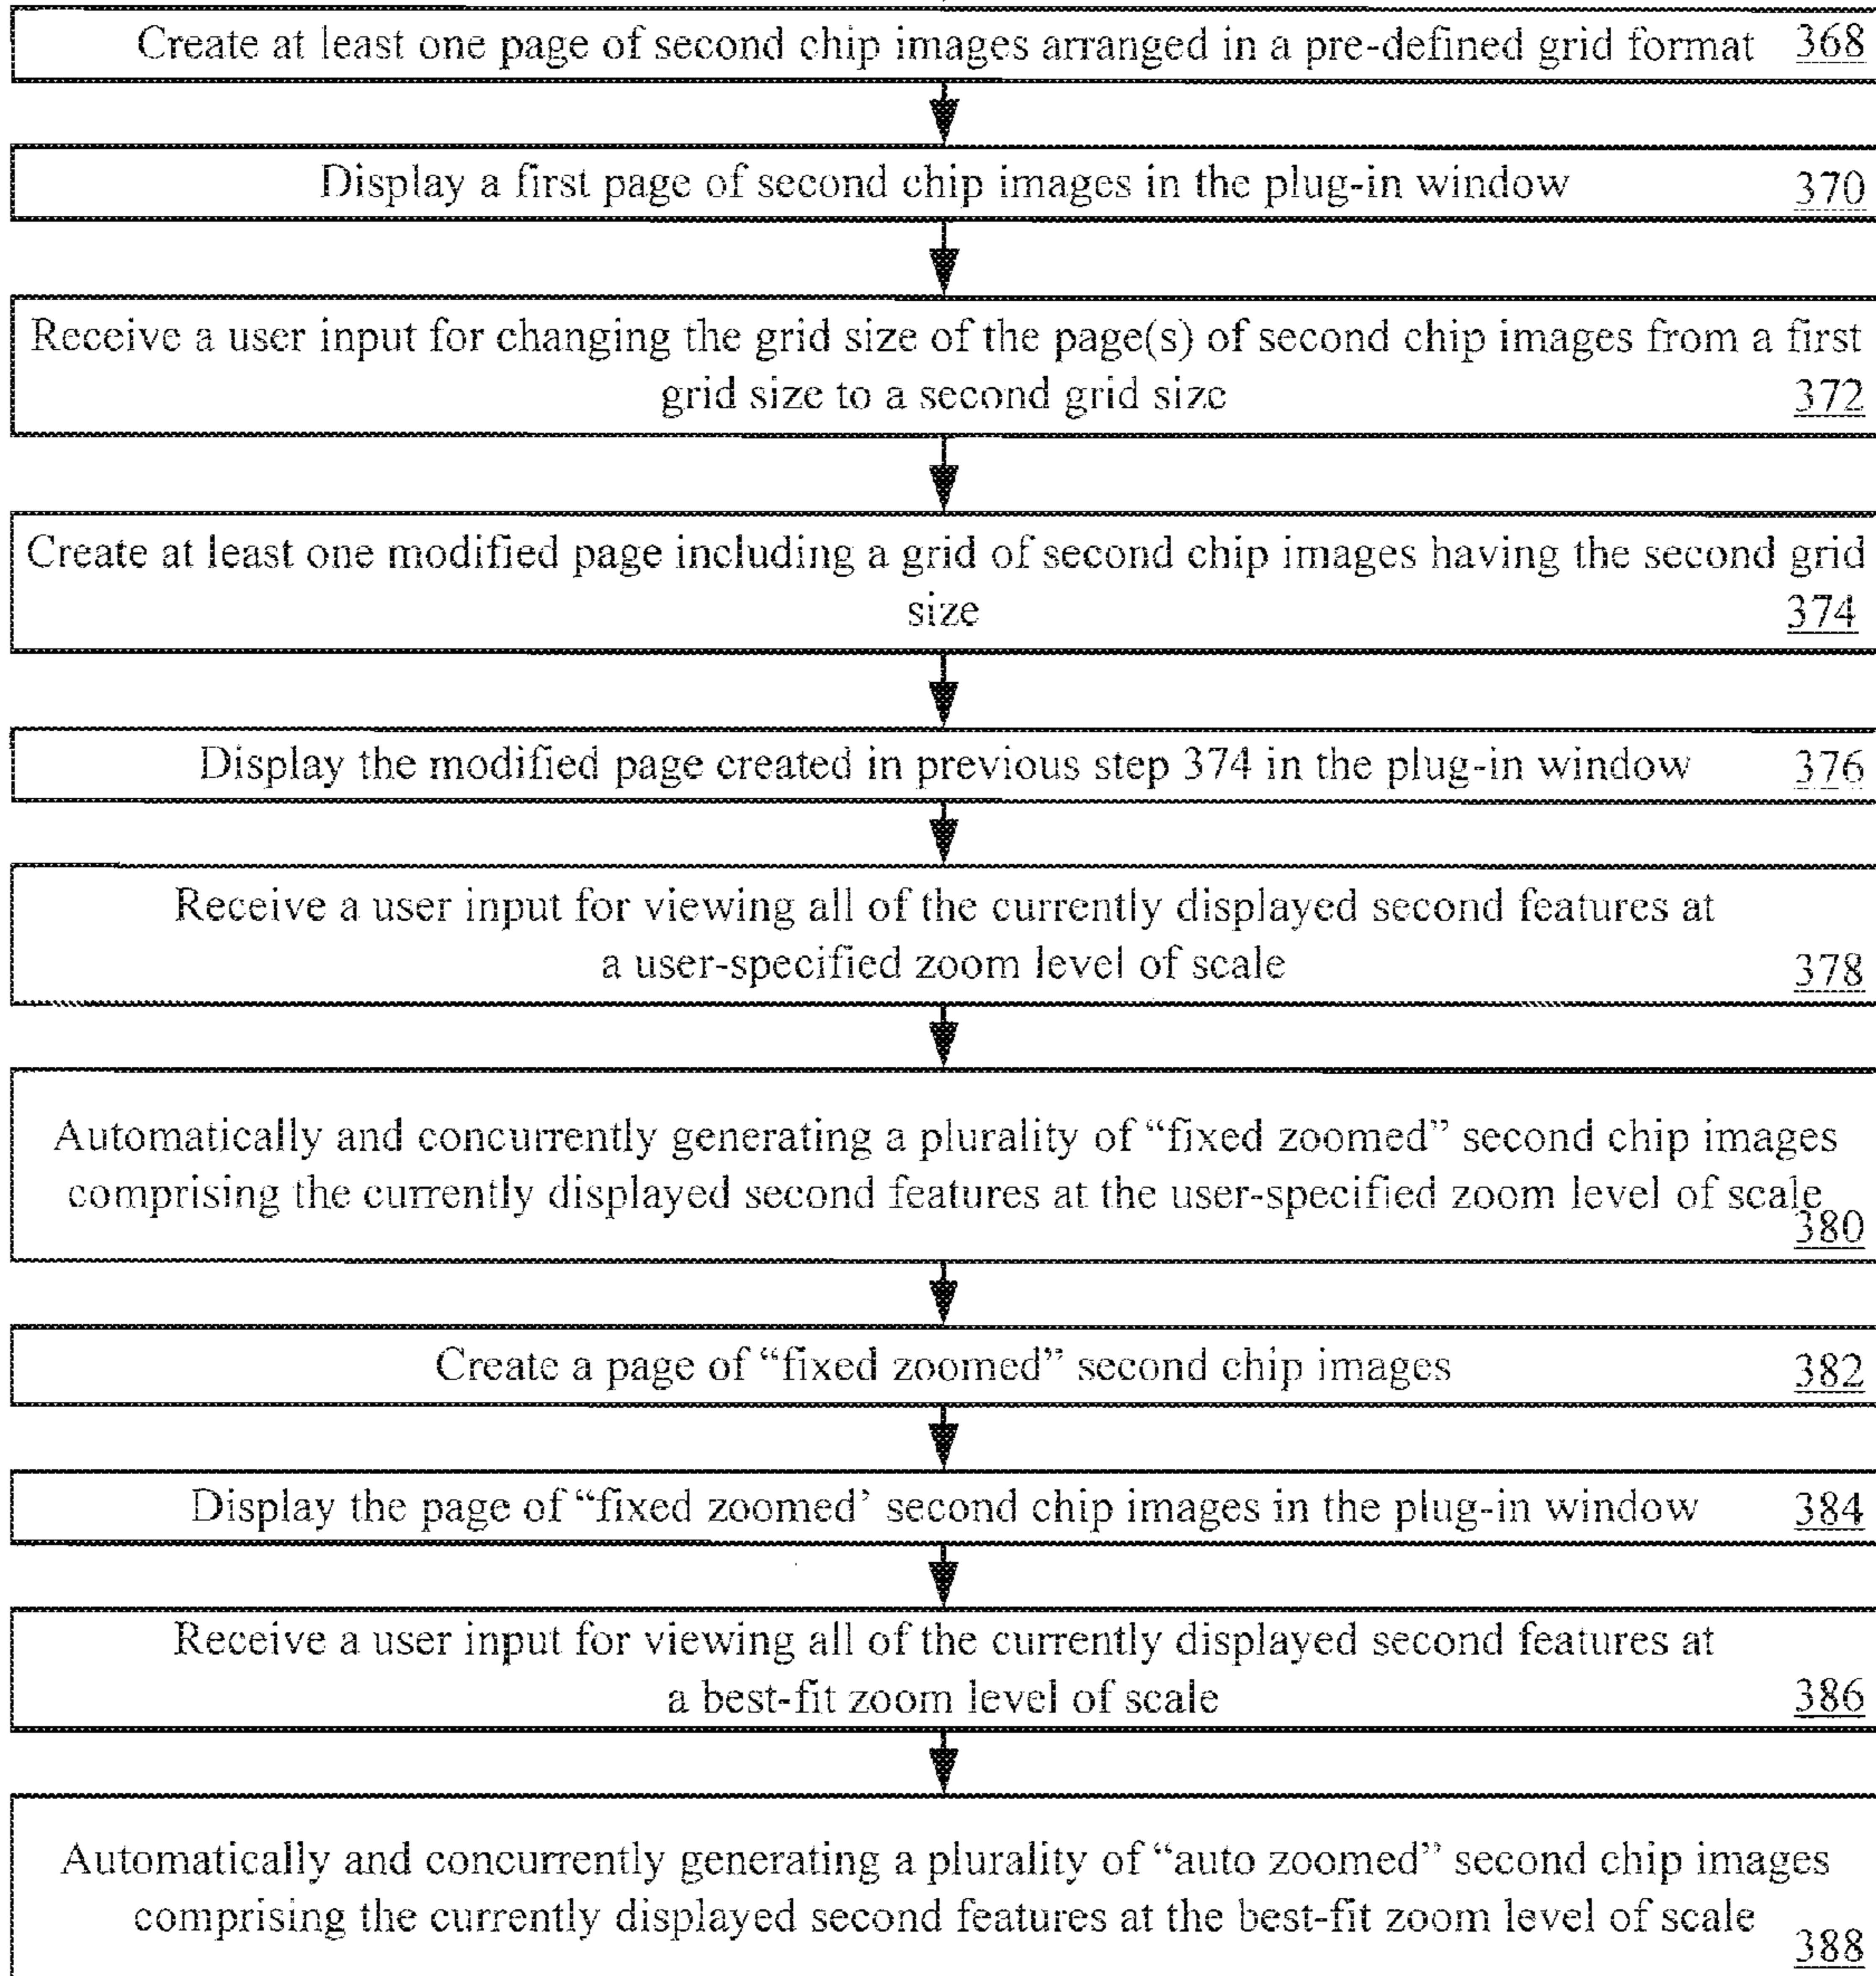 Create at least one page of second chip images arranged in a pre-defined grid format 368
Display a first page of second chip images in the plug-in window 370
Receive a user input for changing the grid size of the page(s) of second chip images from a first
grid size to a second grid size 372
Create at least one modified page including a grid of second chip images having the second grid
size 374
Display the modified page created in previous step 374 in the plug-in window 376
Receive a user input for viewing all of the currently displayed second features at
a user-specified zoom level of scale 378
Automatically and concurrently generating a plurality of “fixed zoomed” second chip images
comprising the currently displayed second features at the user-specified zoom level of scale
380
Create a page of “fixed zoomed” second chip images 382
Display the page of “fixed zoomed’ second chip images in the plug-in window 384
Receive a user input for viewing all of the currently displayed second features at
a best-fit zoom level of scale 386
Automatically and concurrently generating a plurality of “auto zoomed” second chip images
comprising the currently displayed second features at the best-fit zoom level of scale
388